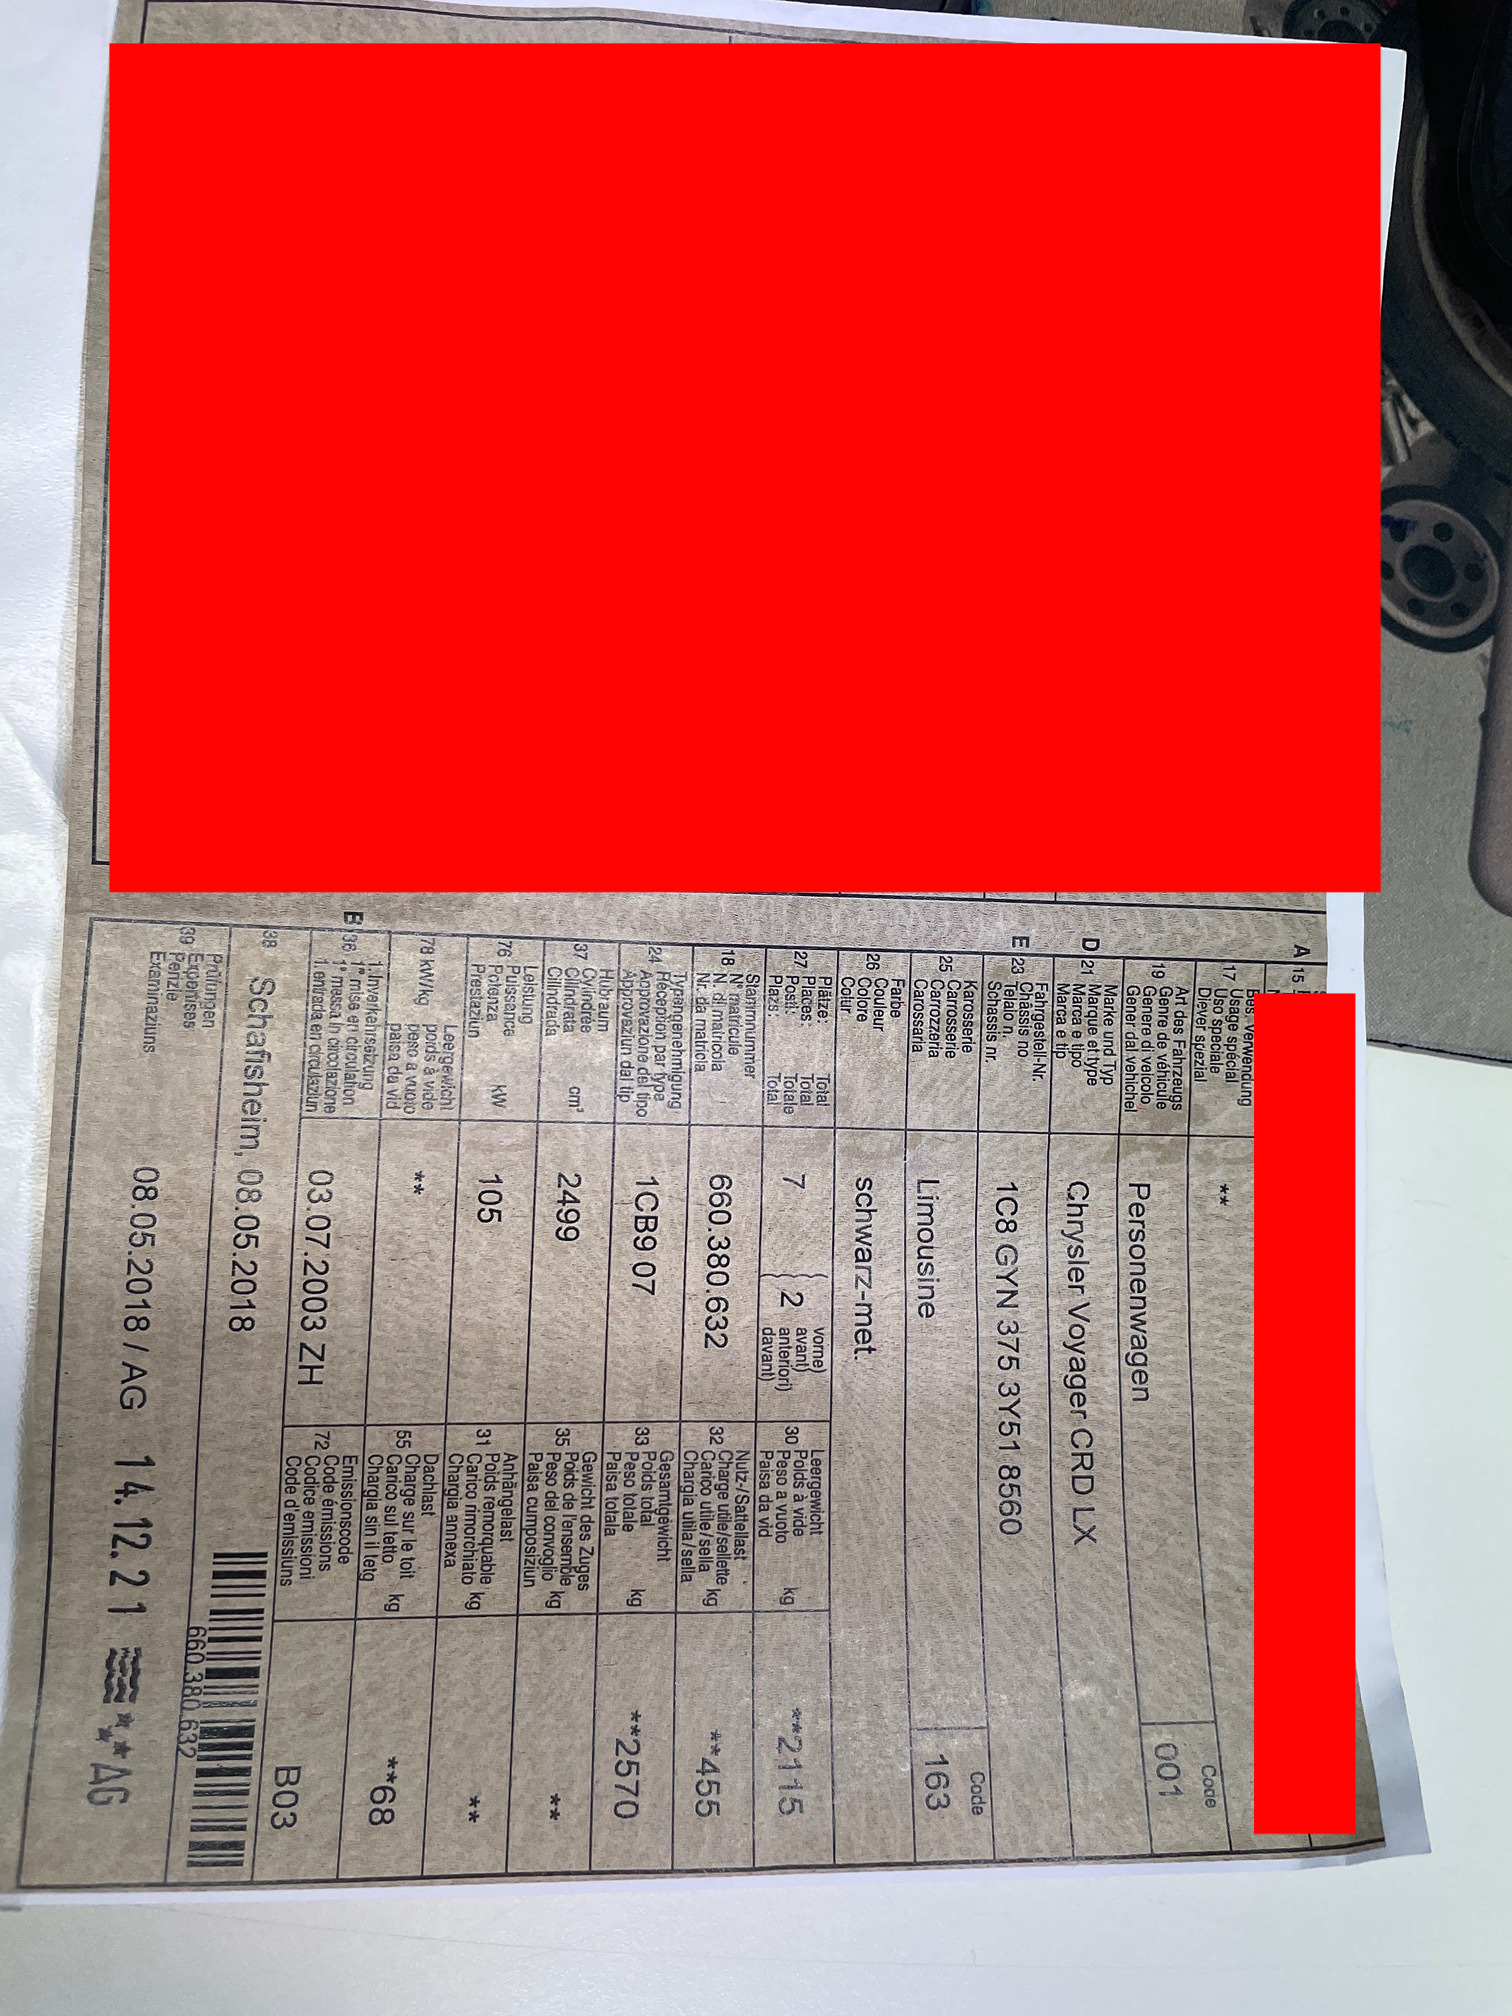 A 15
Bes. Verwendung
17 Usage spécial
Uso speciale
Diever spezial
**
Code
Art des Fahrzeugs
19 Genre de véhicule
Genere di veicolo
Gener dal vehichel
Personenwagen
001
Marke und Typ
D 21 Marque et type
Marca e tipo
Marca e tip
Chrysler Voyager CRD LX
Fahrgestell-Nr.
E 23 Châssis no
Telaio n.
Schassis nr.
1C8 GYN 375 3Y51 8560
Karosserie
25 Carrosserie
Carrozzeria
Carossaria
Limousine
Code
163
Farbe
26 Couleur
Colore
Colur
schwarz-met.
Plätze: Total
27 Places: Total
Posti: Totale
Plazs: Total
7 { 2 vorne)
avant)
anteriori)
davant)
Leergewicht
30 Poids à vide
Peso a vuoto kg
Paisa da vid
**2115
Stammnummer
18 N° matricule
N. di matricola
Nr. da matricla
660.380.632
Nutz-/Sattellast
32 Charge utile/sellette
Carico utile/sella kg
Chargia utila/sella
**455
Typengenehmigung
24 Réception par type
Approvazione del tipo
Approvaziun dal tip
1CB9 07
Gesamtgewicht
33 Poids total
Peso totale kg
Paisa totala
**2570
Hubraum
37 Cylindrée
Cilindrata cm³
Cilindrada
2499
Gewicht des Zuges
35 Poids de l'ensemble
Peso del convoglio kg
Paisa cumposiziun
**
Leistung
76 Puissance
Potenza kW
Prestaziun
105
Anhängelast
31 Poids remorquable
Carico rimorchiato kg
Chargia annexa
**
Leergewicht
78 kW/kg poids à vide
peso a vuoto
paisa da vid
**
Dachlast
55 Charge sur le toit
Carico sul tetto kg
Chargia sin il tetg
**68
1. Inverkehrsetzung
B 36 1re mise en circulation
1a messa in circolazione
1. entrada en circulaziun
03.07.2003 ZH
Emissionscode
72 Code émissions
Codice emissioni
Code d'emissiuns
B03
38 Schafisheim, 08.05.2018
660.380.632
Prüfungen
39 Expertises
Perizie
Examinaziuns
08.05.2018 / AG 14.12.21 AG